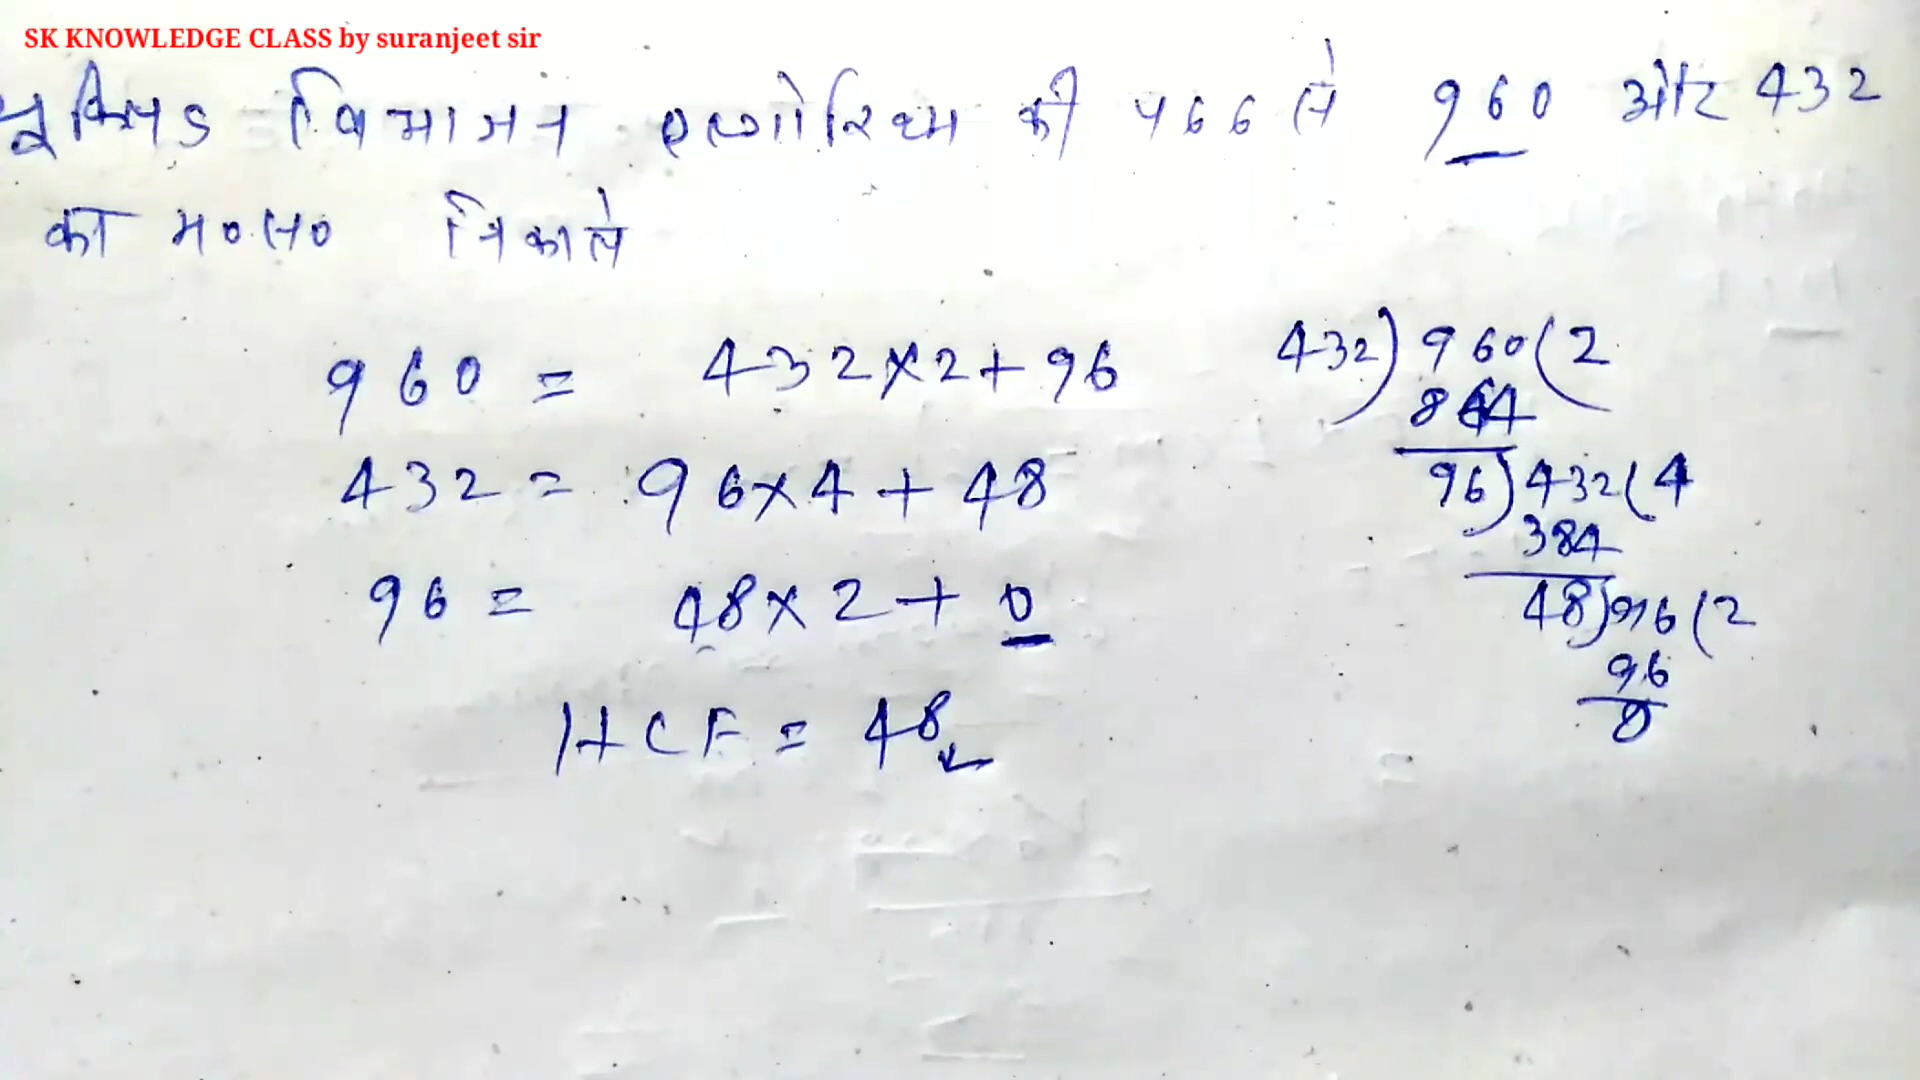 SK KNOWLEDGE CLASS by suranjeet sir
यूक्लिड विभाजन एल्गोरिथ्म की मदद से 960 और 432
का म०स० निकाले
960 = 432×2+96
432 = 96×4+48
96 = 48×2+0
HCF = 48
432)960(2
864
96)432(4
384
48)96(2
96
0